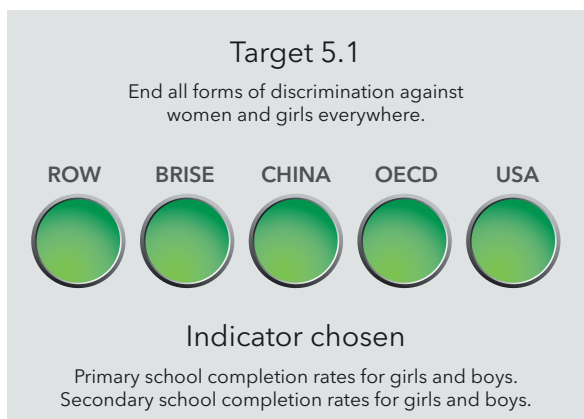 Target 5.1
End all forms of discrimination against
women and girls everywhere.
ROW BRISE CHINA OECD USA
Indicator chosen
Primary school completion rates for girls and boys.
Secondary school completion rates for girls and boys.